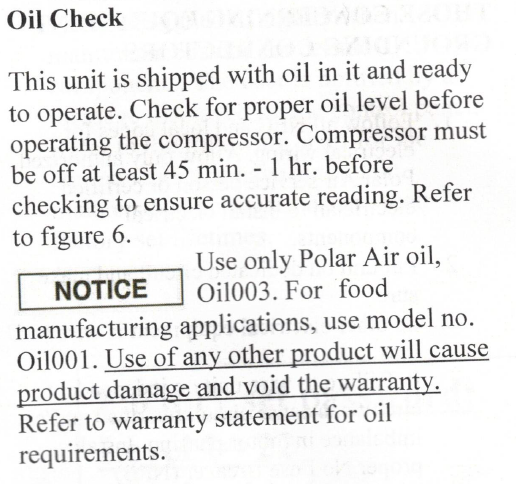 Oil Check
This unit is shipped with oil in it and ready
to operate. Check for proper oil level before
operating the compressor. Compressor must
be off at least 45 min. - 1 hr. before
checking to ensure accurate reading. Refer
to figure 6.
Use only Polar Air oil,
NOTICE Oil003. For food
manufacturing applications, use model no.
Oil001. Use of any other product will cause
product damage and void the warranty.
Refer to warranty statement for oil
requirements.